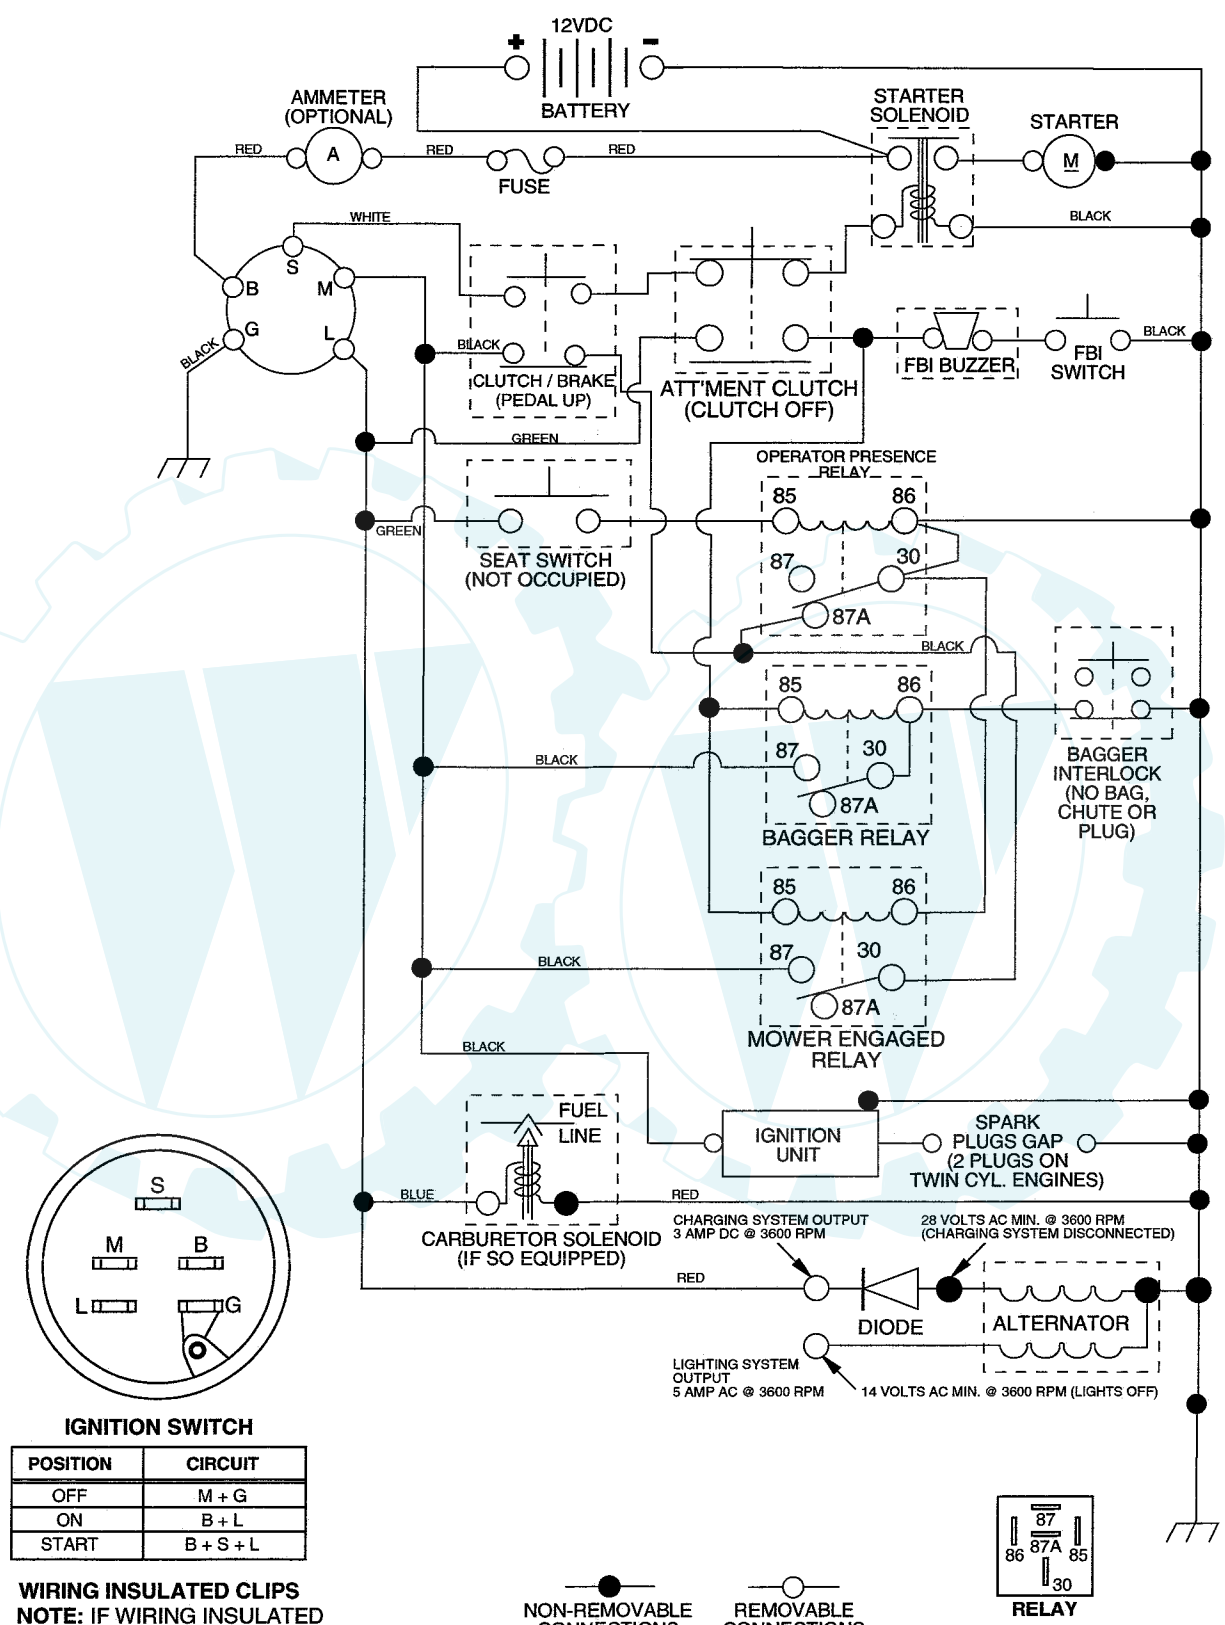 12VDC
+
-
BATTERY
AMMETER
(OPTIONAL)
A
RED
RED
RED
FUSE
STARTER
SOLENOID
STARTER
M
BLACK
WHITE
S
B
M
G
L
BLACK
BLACK
CLUTCH / BRAKE
(PEDAL UP)
ATT'MENT CLUTCH
(CLUTCH OFF)
FBI BUZZER
FBI
SWITCH
BLACK
GREEN
GREEN
SEAT SWITCH
(NOT OCCUPIED)
OPERATOR PRESENCE
RELAY
85
86
87
30
87A
BLACK
85
86
BLACK
87
30
87A
BAGGER RELAY
BAGGER
INTERLOCK
(NO BAG,
CHUTE OR
PLUG)
85
86
BLACK
87
30
87A
MOWER ENGAGED
RELAY
BLACK
FUEL
LINE
IGNITION
UNIT
SPARK
PLUGS GAP
(2 PLUGS ON
TWIN CYL. ENGINES)
BLUE
RED
CARBURETOR SOLENOID
(IF SO EQUIPPED)
CHARGING SYSTEM OUTPUT
3 AMP DC @ 3600 RPM
28 VOLTS AC MIN. @ 3600 RPM
(CHARGING SYSTEM DISCONNECTED)
RED
DIODE
ALTERNATOR
LIGHTING SYSTEM
OUTPUT
5 AMP AC @ 3600 RPM
14 VOLTS AC MIN. @ 3600 RPM (LIGHTS OFF)
S
M
B
L
G
IGNITION SWITCH
POSITION CIRCUIT
OFF M + G
ON B + L
START B + S + L
WIRING INSULATED CLIPS
NOTE: IF WIRING INSULATED
NON-REMOVABLE
CONNECTIONS
REMOVABLE
CONNECTIONS
87
86
87A
85
30
RELAY